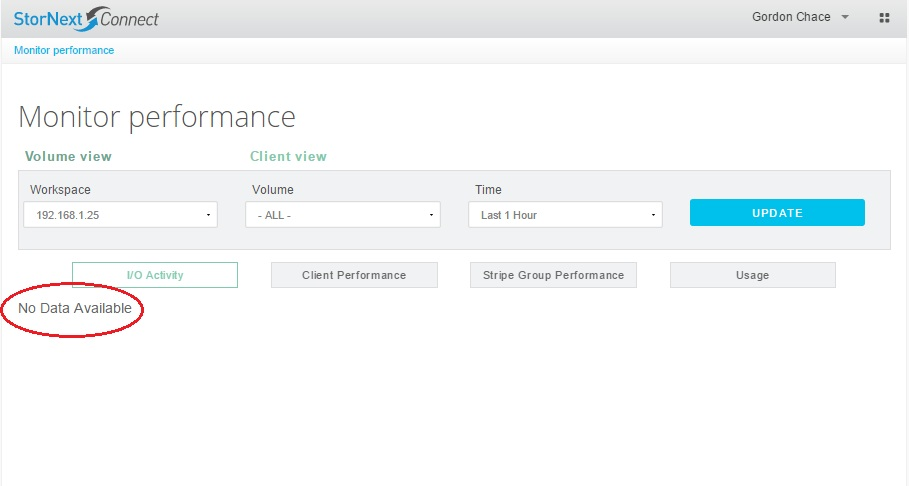 StorNext Connect
Gordon Chace
Monitor performance
Monitor performance
Volume view Client view
Workspace Volume Time
192.168.1.25 - ALL - Last 1 Hour UPDATE
I/O Activity Client Performance Stripe Group Performance Usage
No Data Available